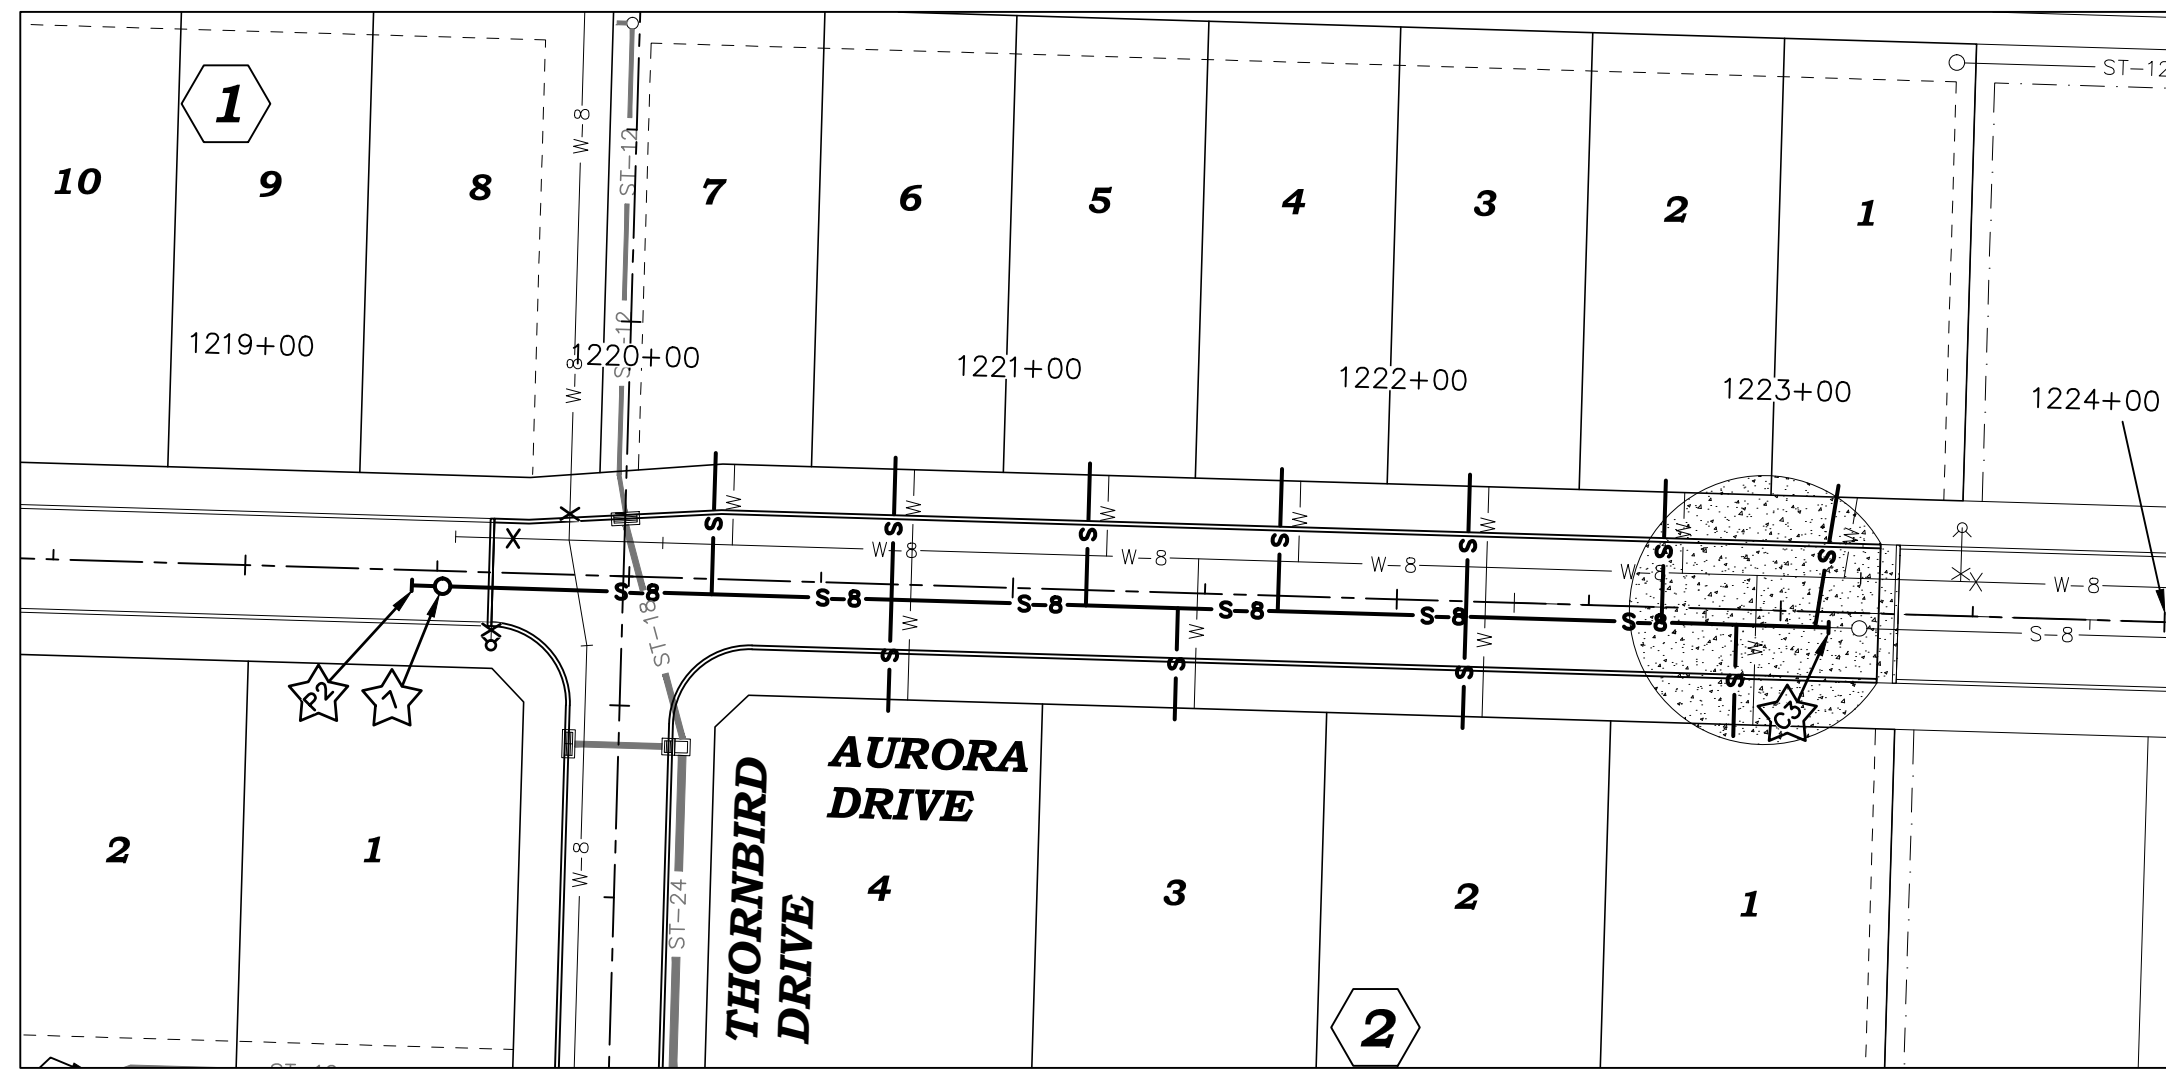 ST-12
1
W-8
ST-12
10
9
8
7
6
5
4
3
2
1
ST-12
1219+00
W-8
1220+00
1221+00
1222+00
1223+00
1224+00
W
W
W
W
W
W
W
S
S
S
S
S
S
S
W-8
W-8
W-8
W-8
W-8
S-8
S-8
S-8
S-8
S-8
S-8
S-8
ST-18
W
W
W
W
S
S
S
S
P2
7
C3
AURORA
DRIVE
THORNBIRD
DRIVE
W-8
ST-24
2
1
4
3
2
1
2